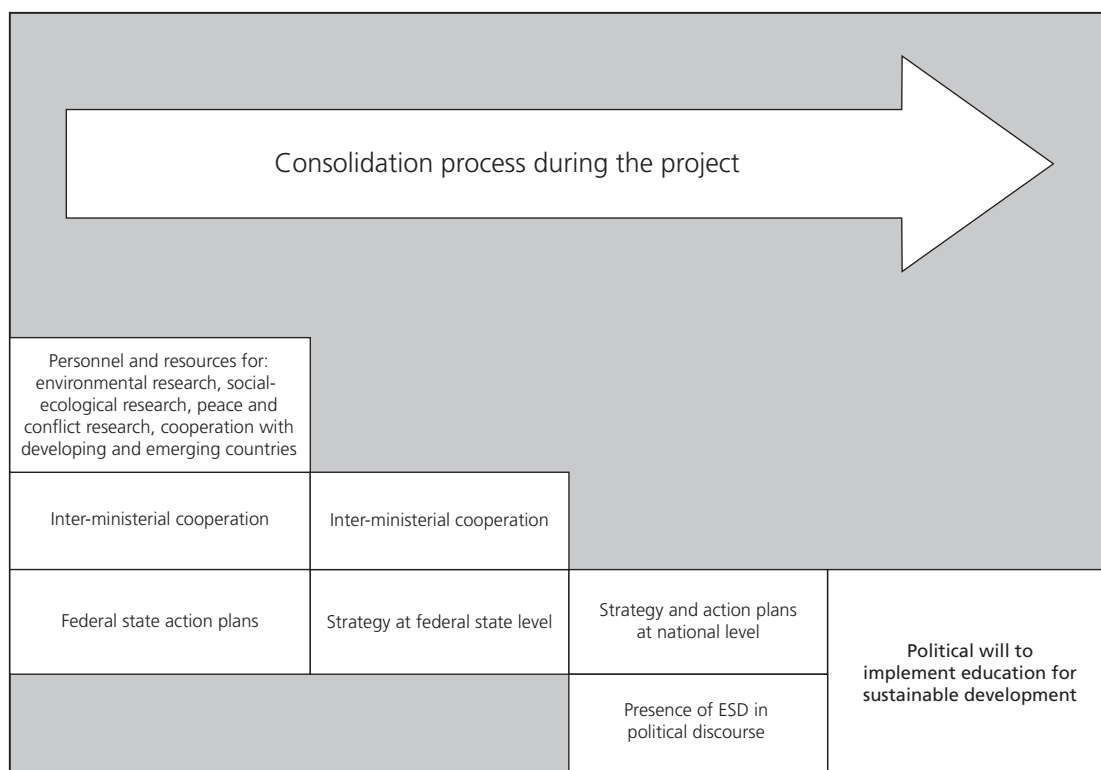 Consolidation process during the project
Personnel and resources for:
environmental research, social-
ecological research, peace and
conflict research, cooperation with
developing and emerging countries
Inter-ministerial cooperation
Inter-ministerial cooperation
Federal state action plans
Strategy at federal state level
Strategy and action plans
at national level
Political will to
implement education for
sustainable development
Presence of ESD in
political discourse